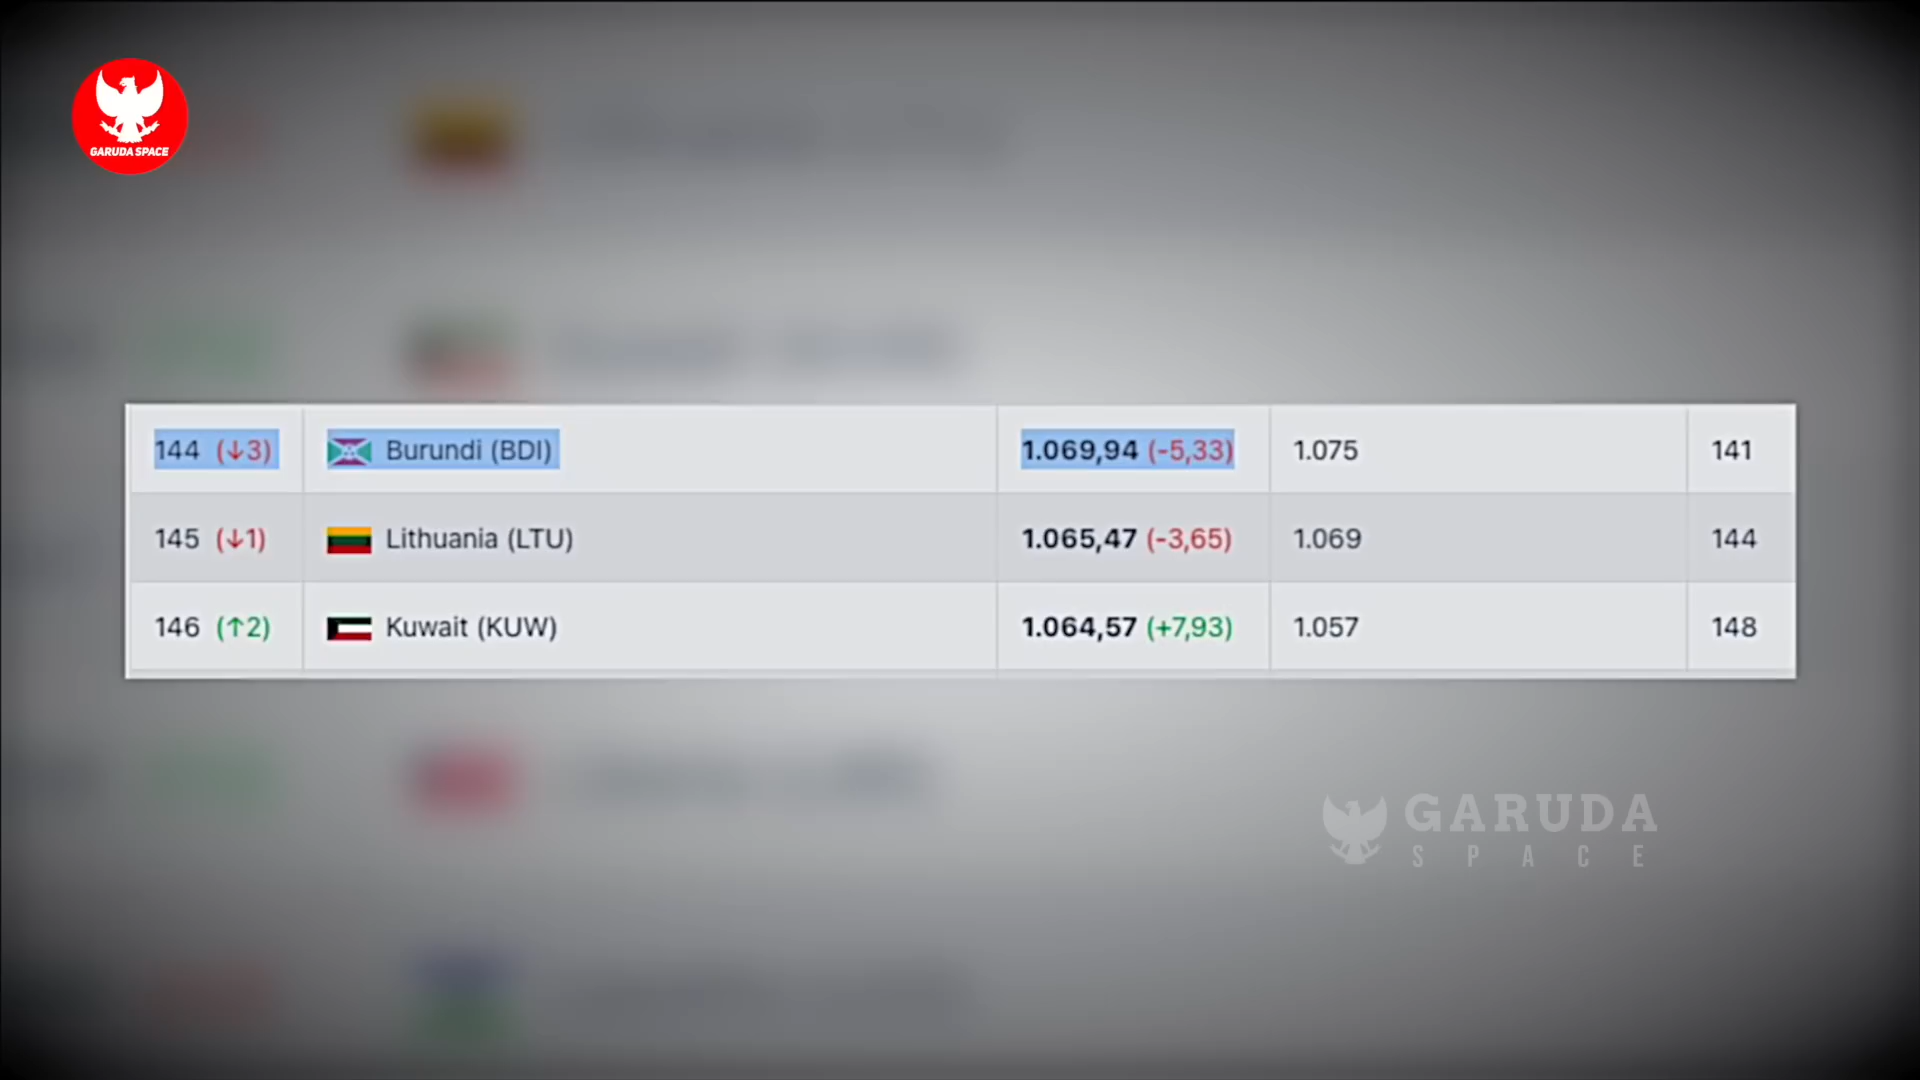 GARUDA SPACE
144 (↓3) Burundi (BDI) 1.069,94 (-5,33) 1.075 141
145 (↓1) Lithuania (LTU) 1.065,47 (-3,65) 1.069 144
146 (↑2) Kuwait (KUW) 1.064,57 (+7,93) 1.057 148
GARUDA
SPACE